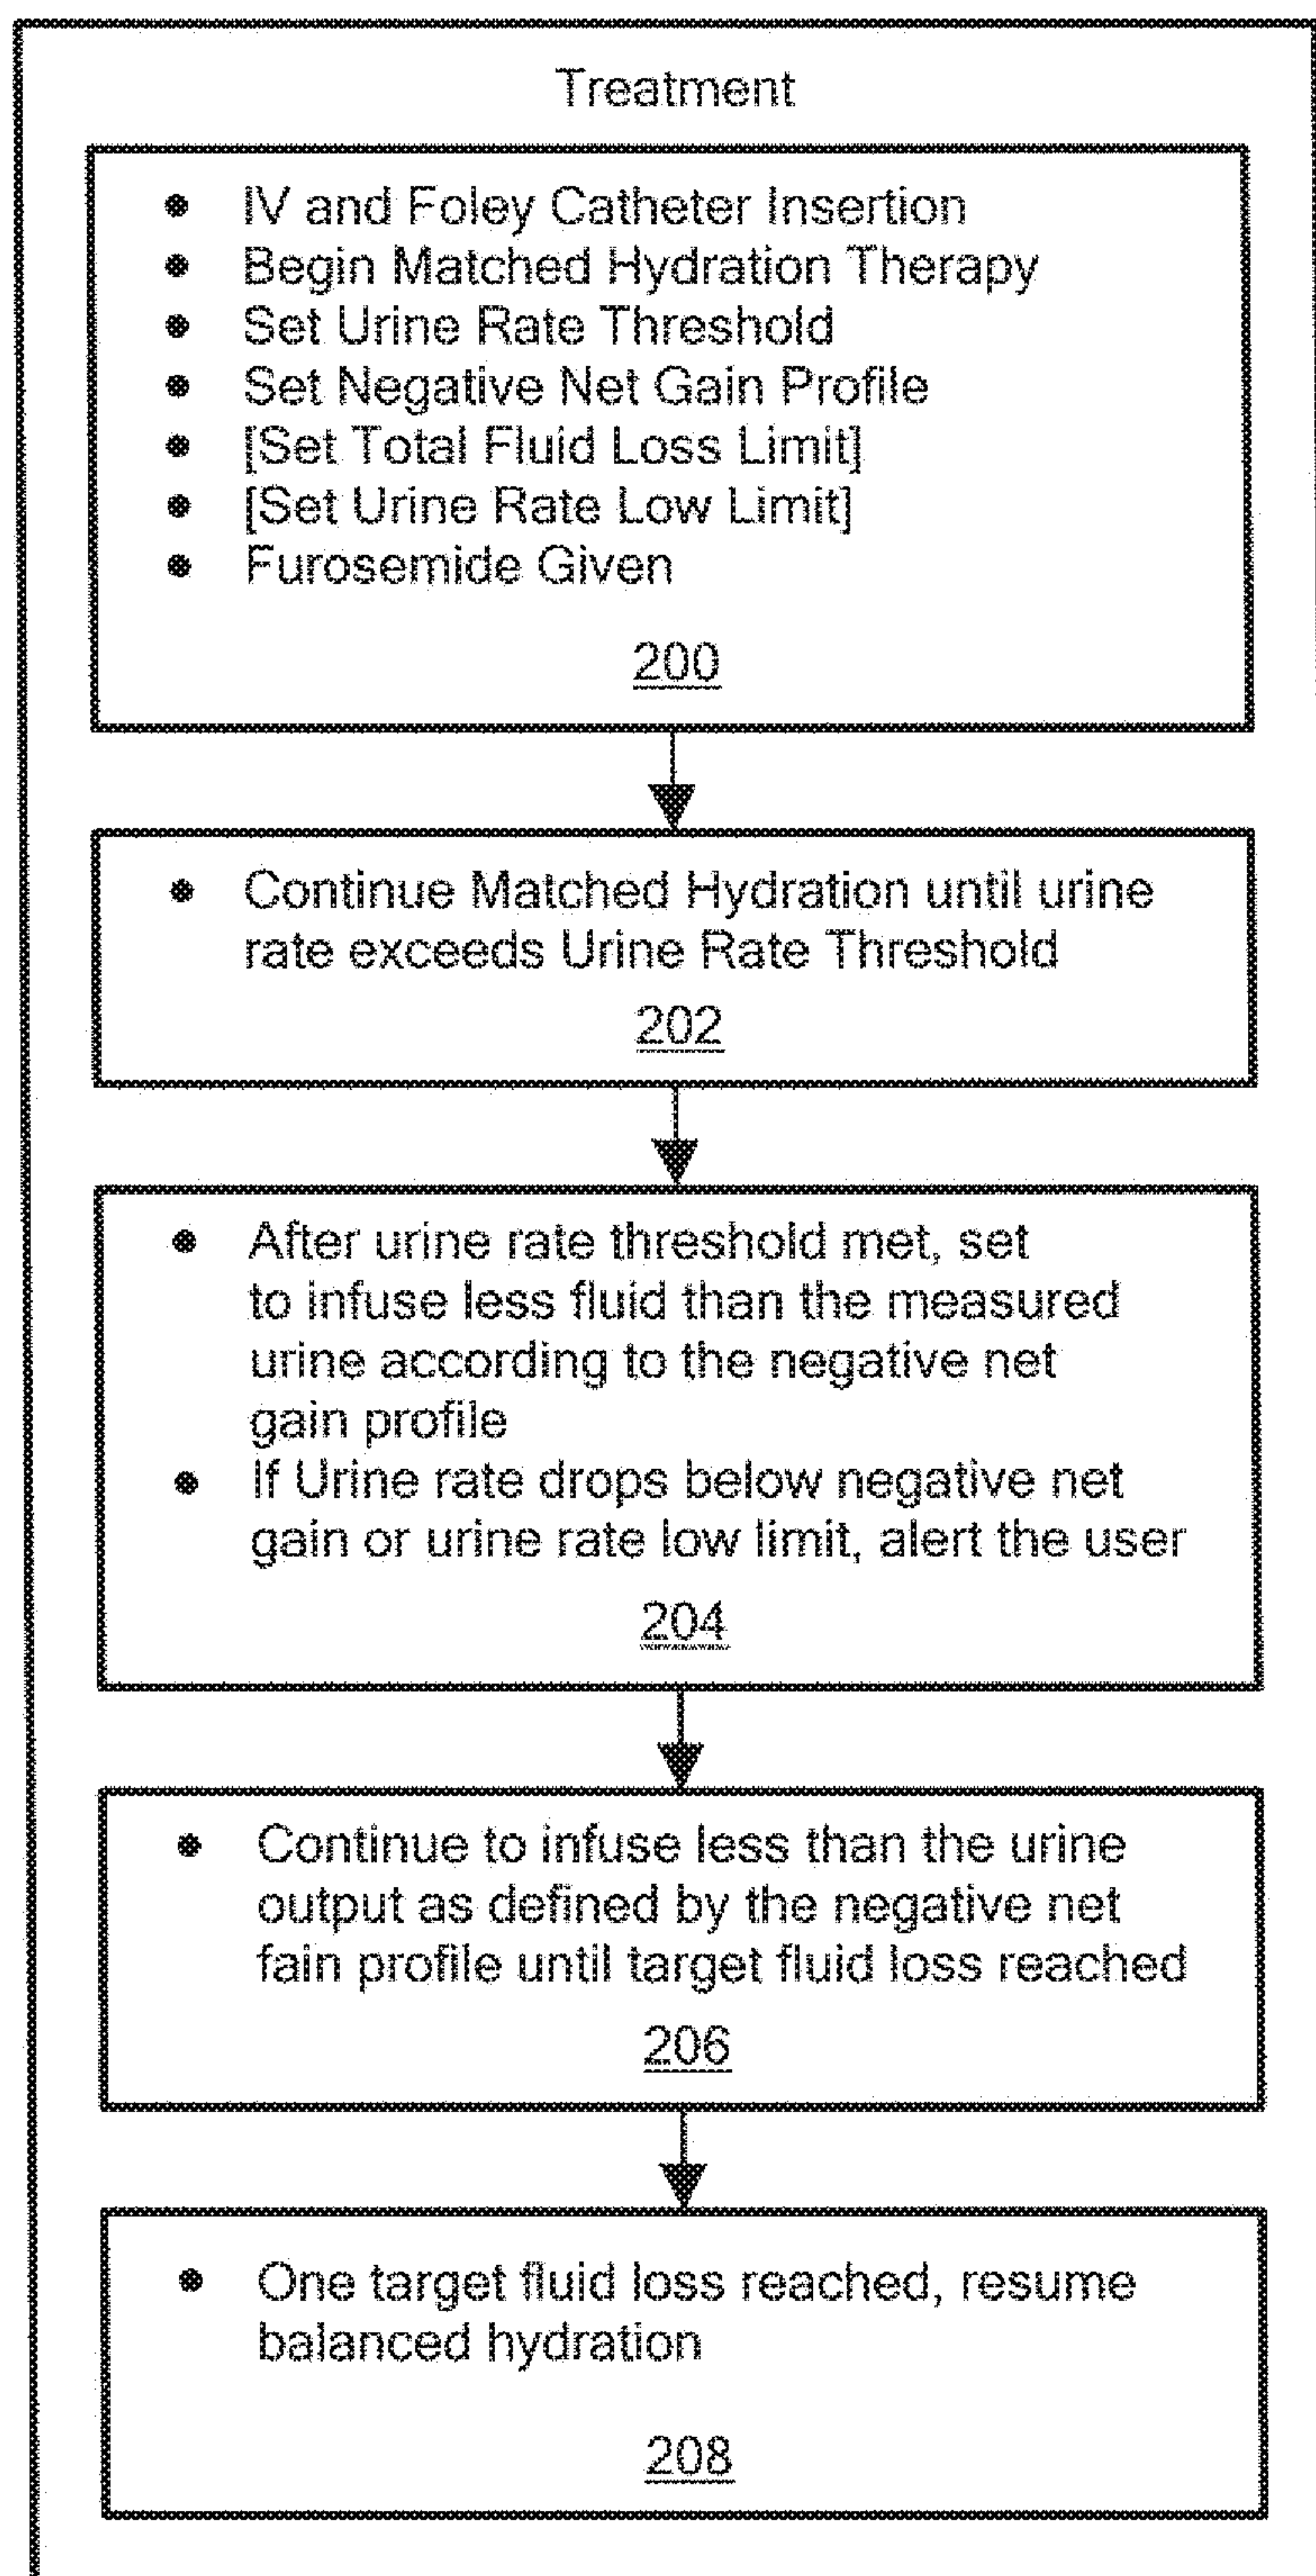 Treatment
• IV and Foley Catheter Insertion
• Begin Matched Hydration Therapy
• Set Urine Rate Threshold
• Set Negative Net Gain Profile
• [Set Total Fluid Loss Limit]
• [Set Urine Rate Low Limit]
• Furosemide Given
200
• Continue Matched Hydration until urine
rate exceeds Urine Rate Threshold
202
• After urine rate threshold met, set
to infuse less fluid than the measured
urine according to the negative net
gain profile
• If Urine rate drops below negative net
gain or urine rate low limit, alert the user
204
• Continue to infuse less than the urine
output as defined by the negative net
fain profile until target fluid loss reached
206
• One target fluid loss reached, resume
balanced hydration
208